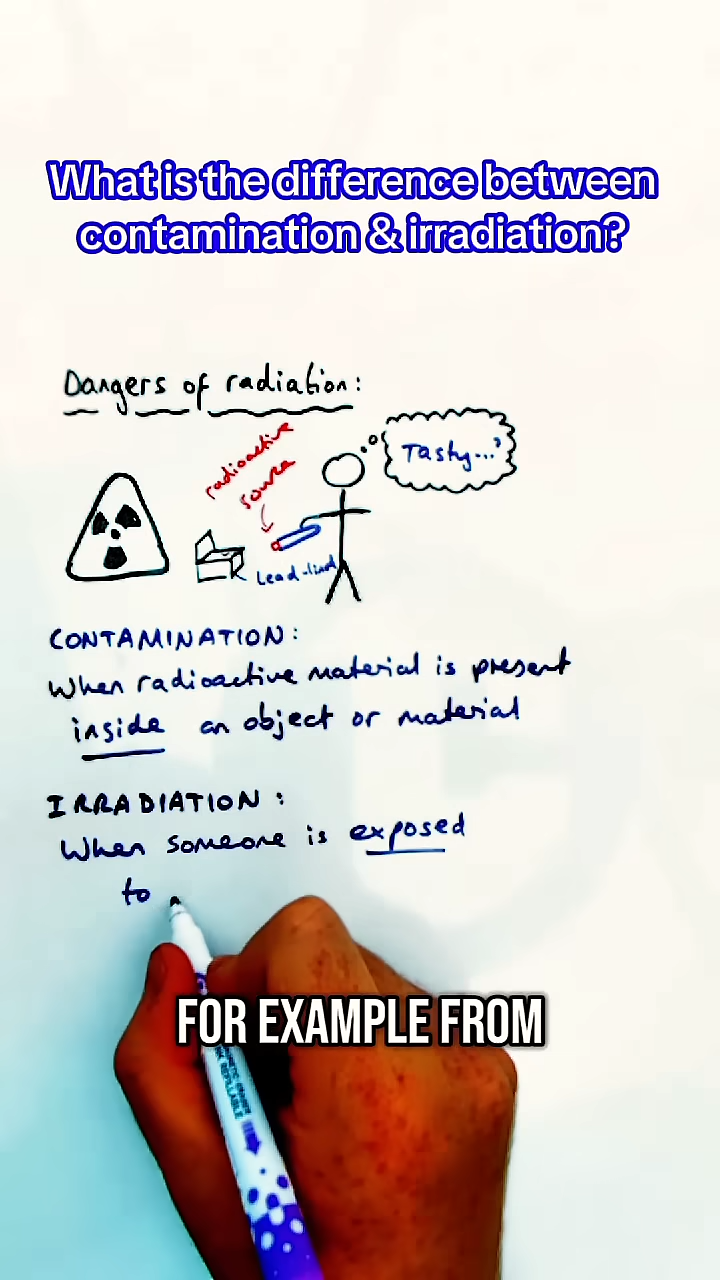 What is the difference between
contamination & irradiation?
Dangers of radiation:
radioactive
source
Tasty...'
Lead-lined
CONTAMINATION:
When radioactive material is present
inside an object or material
IRRADIATION:
When someone is exposed
to
FOR EXAMPLE FROM